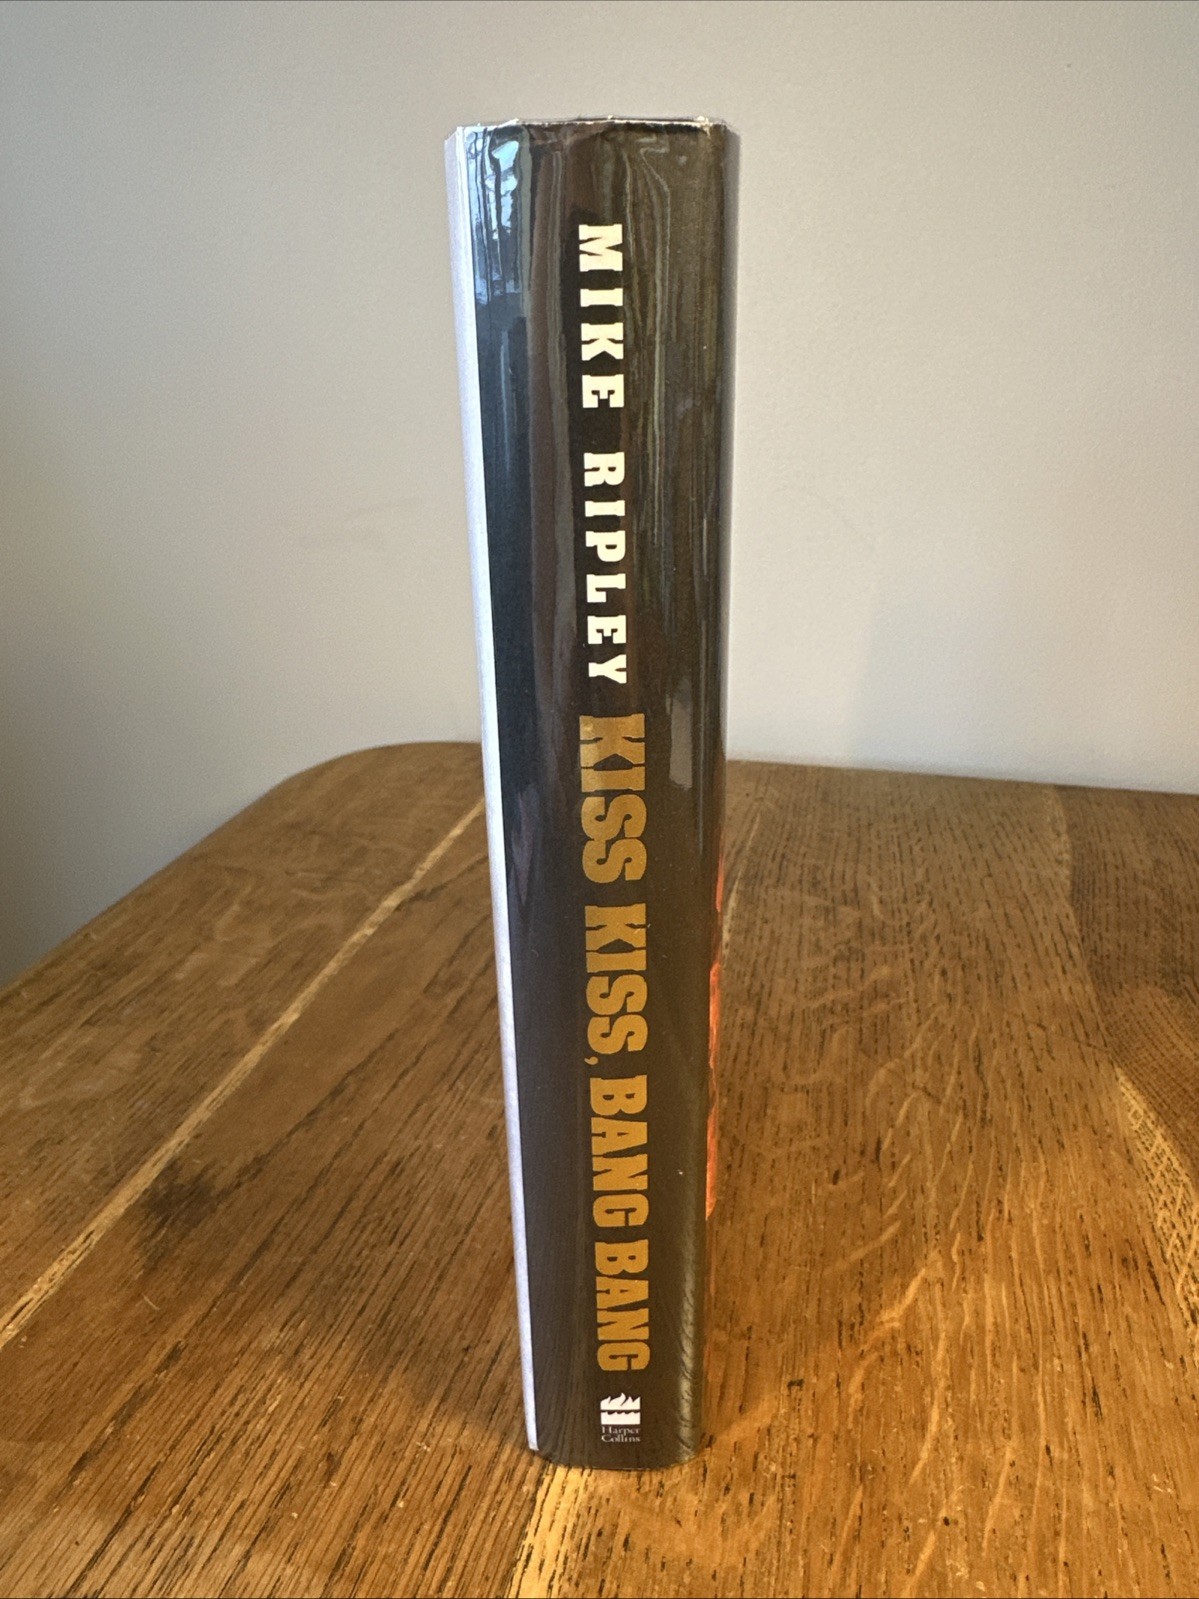 MIKE RIPLEY
KISS KISS, BANG BANG
Harper
Collins